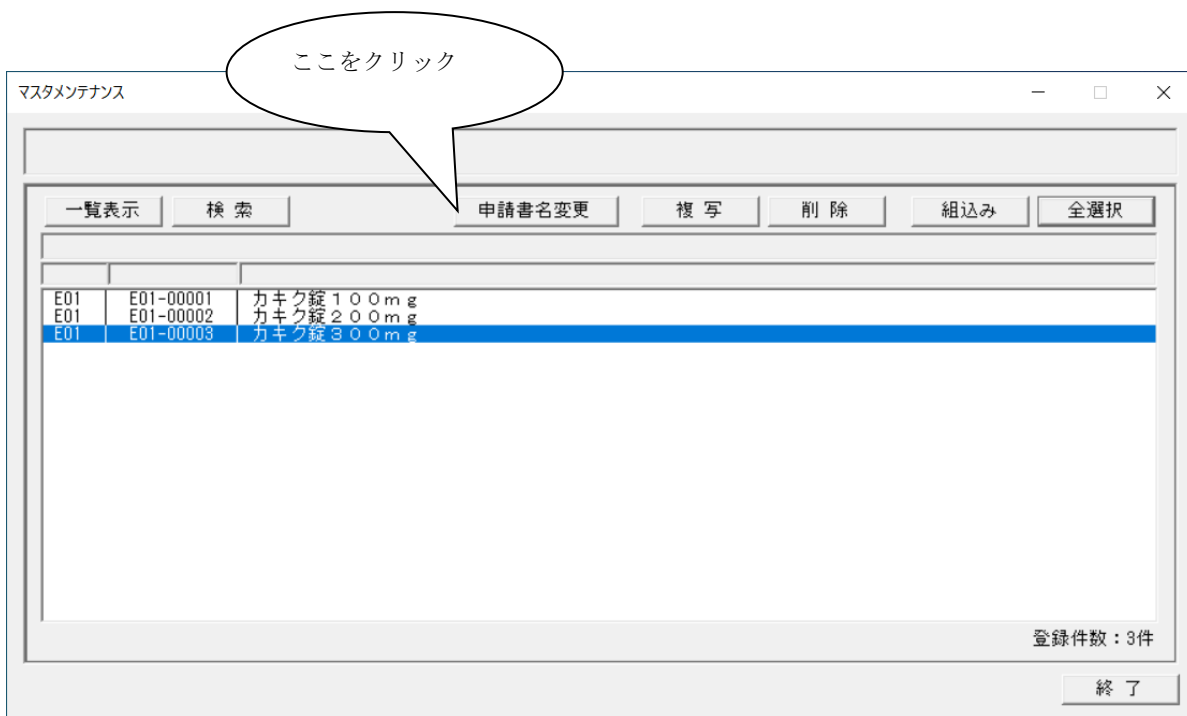 ここをクリック
マスタメンテナンス
一覧表示 検 索 申請書名変更 複 写 削 除 組込み 全選択
E01 E01-00001 カキク錠１００ｍｇ
E01 E01-00002 カキク錠２００ｍｇ
E01 E01-00003 カキク錠３００ｍｇ
登録件数：3件
終 了